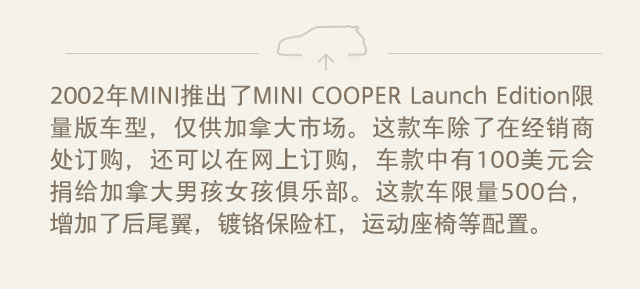 2002年MINI推出了MINI COOPER Launch Edition限
量版车型，仅供加拿大市场。这款车除了在经销商
处订购，还可以在网上订购，车款中有100美元会
捐给加拿大男孩女孩俱乐部。这款车限量500台，
增加了后尾翼，镀铬保险杠，运动座椅等配置。